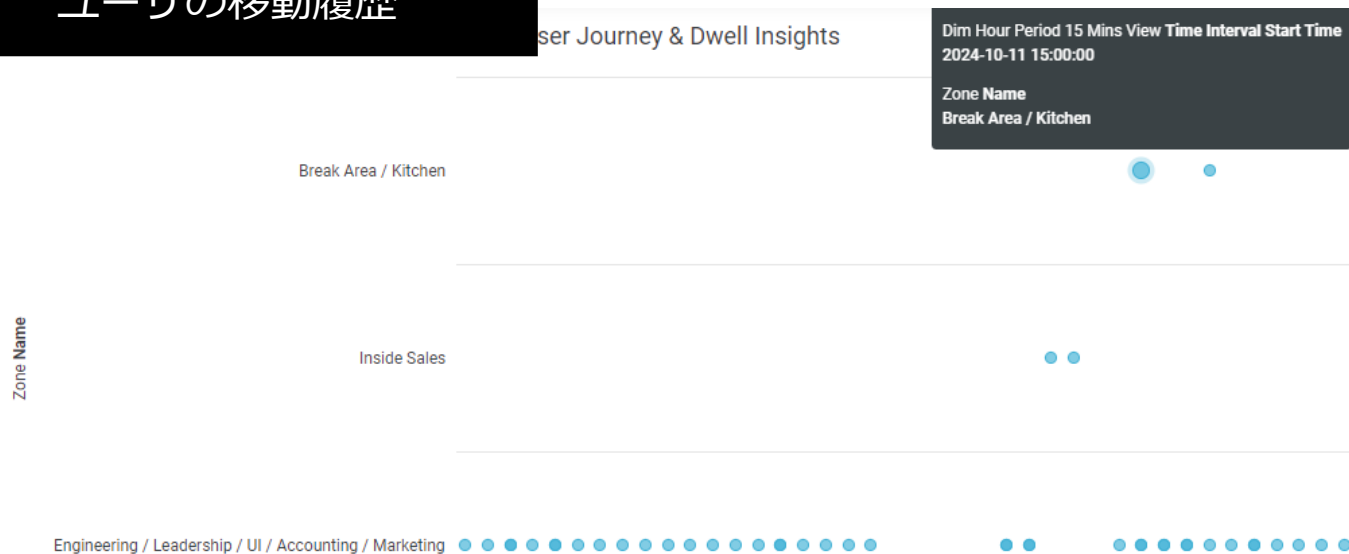 ユーザの移動履歴
ser Journey & Dwell Insights
Dim Hour Period 15 Mins View Time Interval Start Time
2024-10-11 15:00:00
Zone Name
Break Area / Kitchen
Break Area / Kitchen
Zone Name
Inside Sales
Engineering / Leadership / UI / Accounting / Marketing